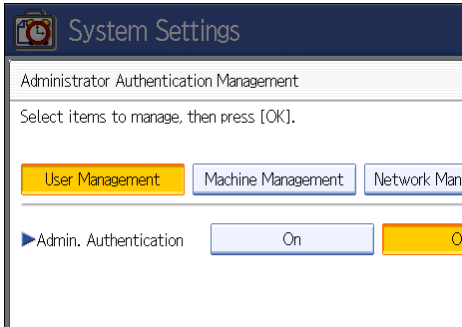 System Settings
Administrator Authentication Management
Select items to manage, then press [OK].
User Management Machine Management Network
Admin. Authentication On